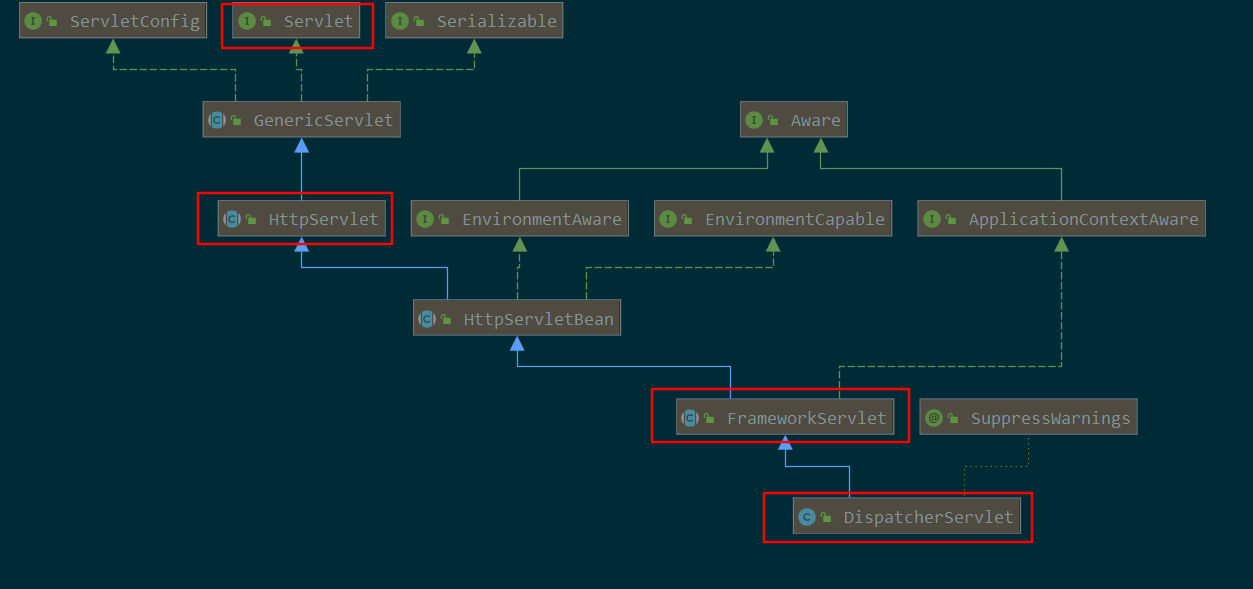 I ServletConfig
I Servlet
I Serializable
C GenericServlet
I Aware
C HttpServlet
I EnvironmentAware
I EnvironmentCapable
I ApplicationContextAware
C HttpServletBean
C FrameworkServlet
@ SuppressWarnings
C DispatcherServlet